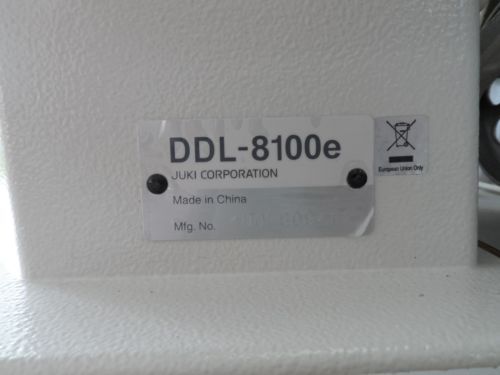 DDL-8100e
JUKI CORPORATION
Made in China
Mfg. No.
European Union Only